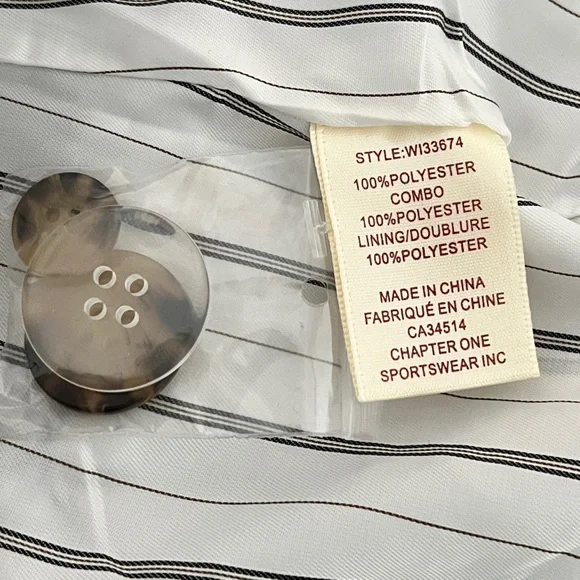 STYLE:WI33674
100%POLYESTER
COMBO
100%POLYESTER
LINING/DOUBLURE
100%POLYESTER
MADE IN CHINA
FABRIQUÉ EN CHINE
CA34514
CHAPTER ONE
SPORTSWEAR INC